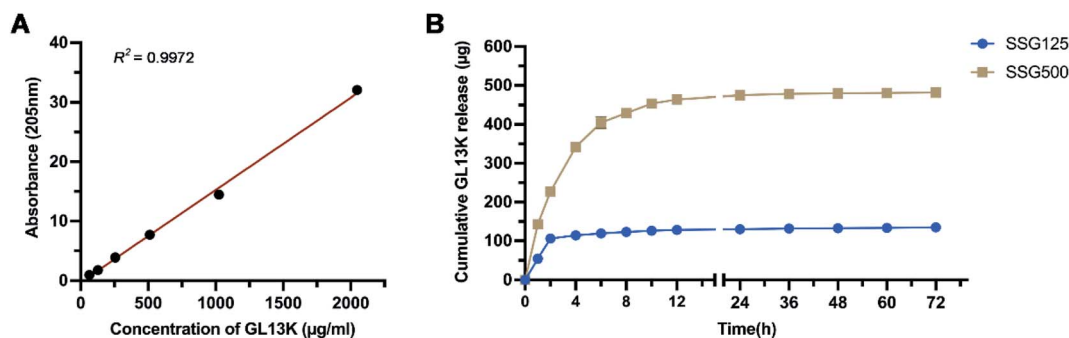 A
R² = 0.9972
Absorbance (205nm)
40
30
20
10
0
0
500
1000
1500
2000
Concentration of GL13K (µg/ml)
B
Cumulative GL13K release (µg)
600
500
400
300
200
100
0
0
4
8
12
24
36
48
60
72
Time(h)
SSG125
SSG500